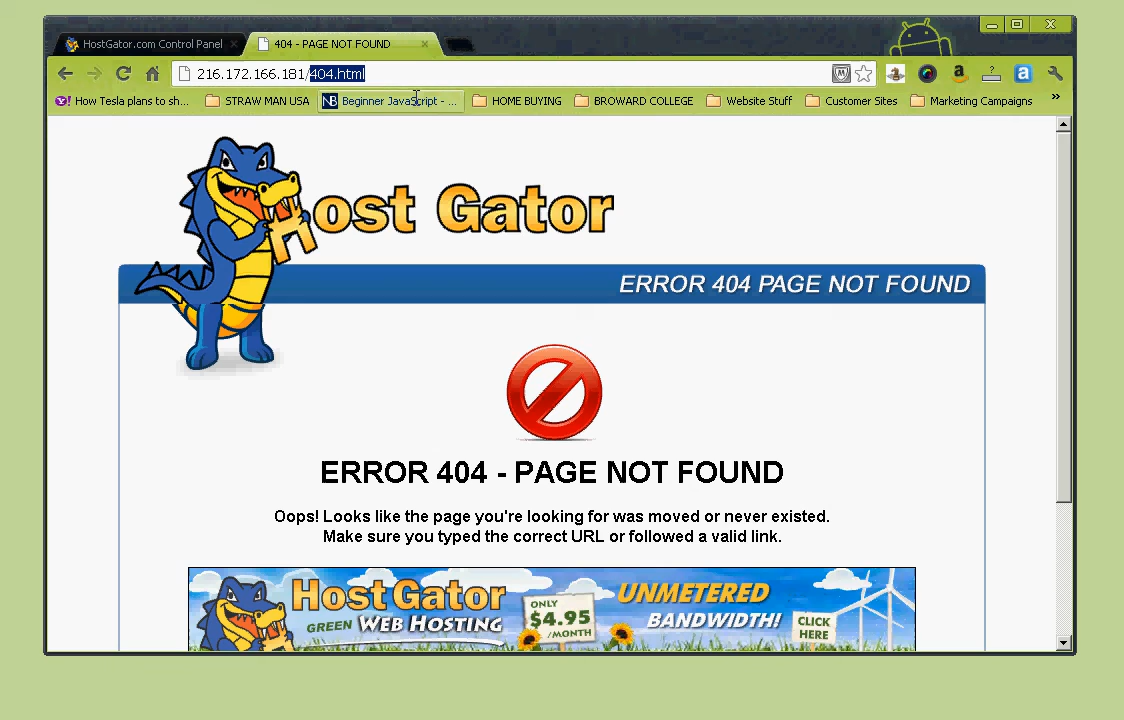 HostGator.com Control Panel
404 - PAGE NOT FOUND
216.172.166.181/404.html
How Tesla plans to sh...
STRAW MAN USA
NB Beginner JavaScript - ...
HOME BUYING
BROWARD COLLEGE
Website Stuff
Customer Sites
Marketing Campaigns
»
Host Gator
ERROR 404 PAGE NOT FOUND
ERROR 404 - PAGE NOT FOUND
Oops! Looks like the page you're looking for was moved or never existed.
Make sure you typed the correct URL or followed a valid link.
HostGator
GREEN WEB HOSTING
ONLY
$4.95
/MONTH
UNMETERED
BANDWIDTH!
CLICK
HERE